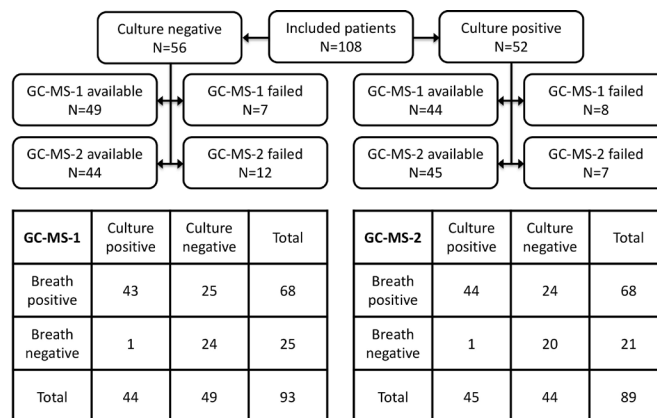 Culture negative
N=56
Included patients
N=108
Culture positive
N=52
GC-MS-1 available
N=49
GC-MS-1 failed
N=7
GC-MS-1 available
N=44
GC-MS-1 failed
N=8
GC-MS-2 available
N=44
GC-MS-2 failed
N=12
GC-MS-2 available
N=45
GC-MS-2 failed
N=7
GC-MS-1 Culture positive Culture negative Total
Breath positive 43 25 68
Breath negative 1 24 25
Total 44 49 93
GC-MS-2 Culture positive Culture negative Total
Breath positive 44 24 68
Breath negative 1 20 21
Total 45 44 89